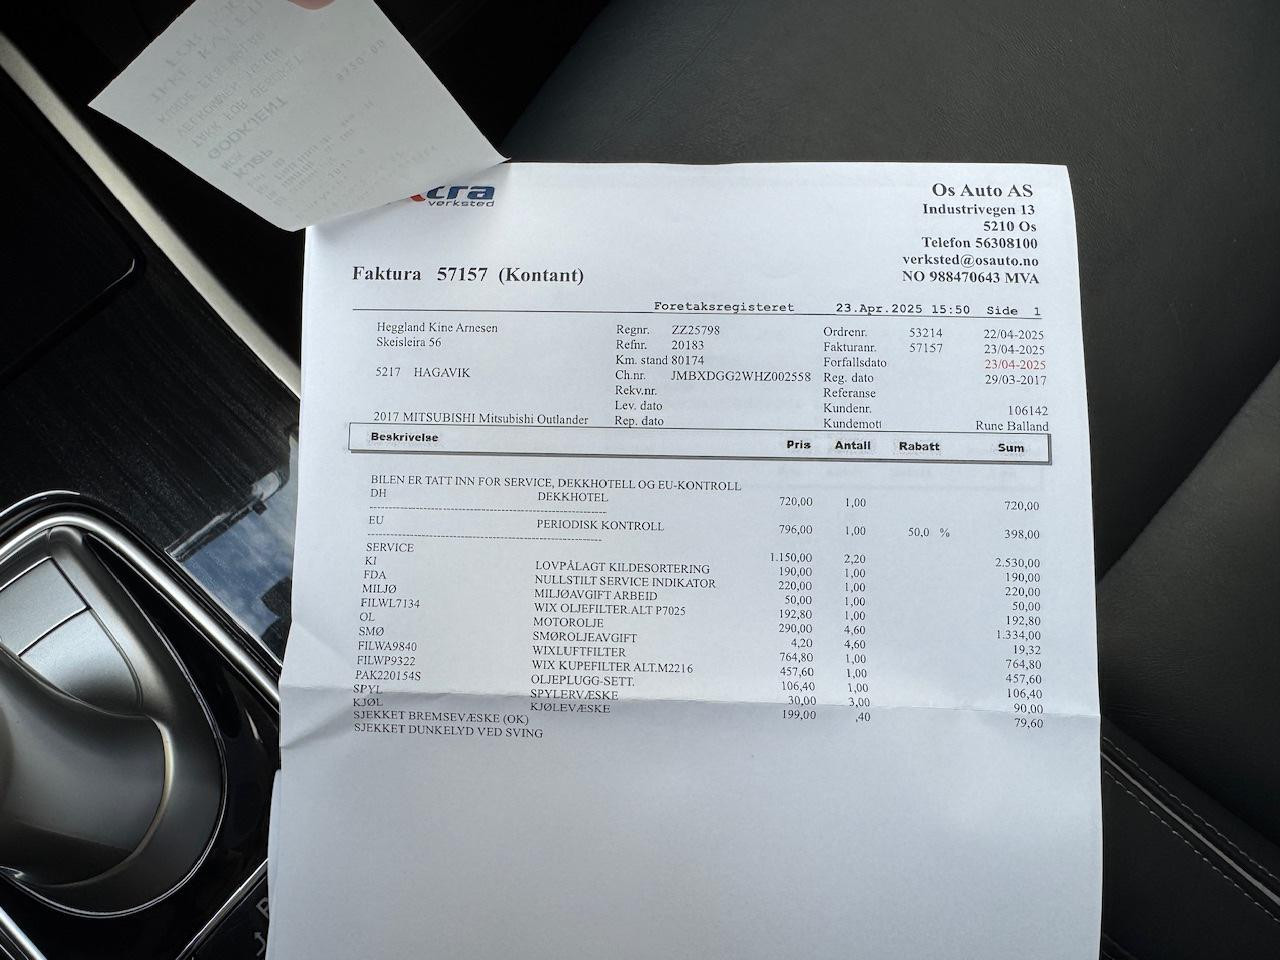 GODKJENT
KJØP
cra
verksted
Os Auto AS
Industrivegen 13
5210 Os
Telefon 56308100
verksted@osauto.no
NO 988470643 MVA
Faktura 57157 (Kontant)
Foretaksregisteret 23.Apr.2025 15:50 Side 1
Heggland Kine Arnesen Regnr. ZZ25798 Ordrenr. 53214 22/04-2025
Skeisleira 56 Refnr. 20183 Fakturanr. 57157 23/04-2025
Km. stand 80174 Forfallsdato 23/04-2025
5217 HAGAVIK Ch.nr. JMBXDGG2WHZ002558 Reg. dato 29/03-2017
Rekv.nr. Referanse
Lev. dato Kundenr. 106142
2017 MITSUBISHI Mitsubishi Outlander Rep. dato Kundemott Rune Balland
Beskrivelse Pris Antall Rabatt Sum
BILEN ER TATT INN FOR SERVICE, DEKKHOTELL OG EU-KONTROLL
DH DEKKHOTEL 720,00 1,00 720,00
EU PERIODISK KONTROLL 796,00 1,00 50,0 % 398,00
SERVICE 1.150,00 2,20 2.530,00
KI LOVPÅLAGT KILDESORTERING 190,00 1,00 190,00
FDA NULLSTILT SERVICE INDIKATOR 220,00 1,00 220,00
MILJØ MILJØAVGIFT ARBEID 50,00 1,00 50,00
FILWL7134 WIX OLJEFILTER.ALT P7025 192,80 1,00 192,80
OL MOTOROLJE 290,00 4,60 1.334,00
SMØ SMØROLJEAVGIFT 4,20 4,60 19,32
FILWA9840 WIXLUFTFILTER 764,80 1,00 764,80
FILWP9322 WIX KUPEFILTER ALT.M2216 457,60 1,00 457,60
PAK220154S OLJEPLUGG-SETT. 106,40 1,00 106,40
SPYL SPYLERVÆSKE 30,00 3,00 90,00
KJØL KJØLEVÆSKE 199,00 ,40 79,60
SJEKKET BREMSEVÆSKE (OK)
SJEKKET DUNKELYD VED SVING